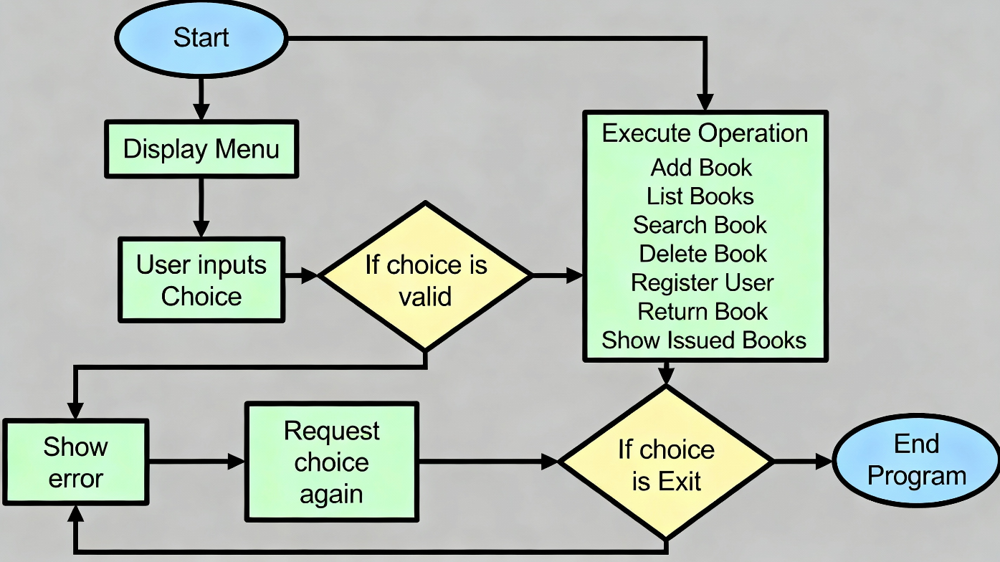 Start
Display Menu
User inputs
Choice
If choice is
valid
Execute Operation
Add Book
List Books
Search Book
Delete Book
Register User
Return Book
Show Issued Books
Show
error
Request
choice
again
If choice
is Exit
End
Program